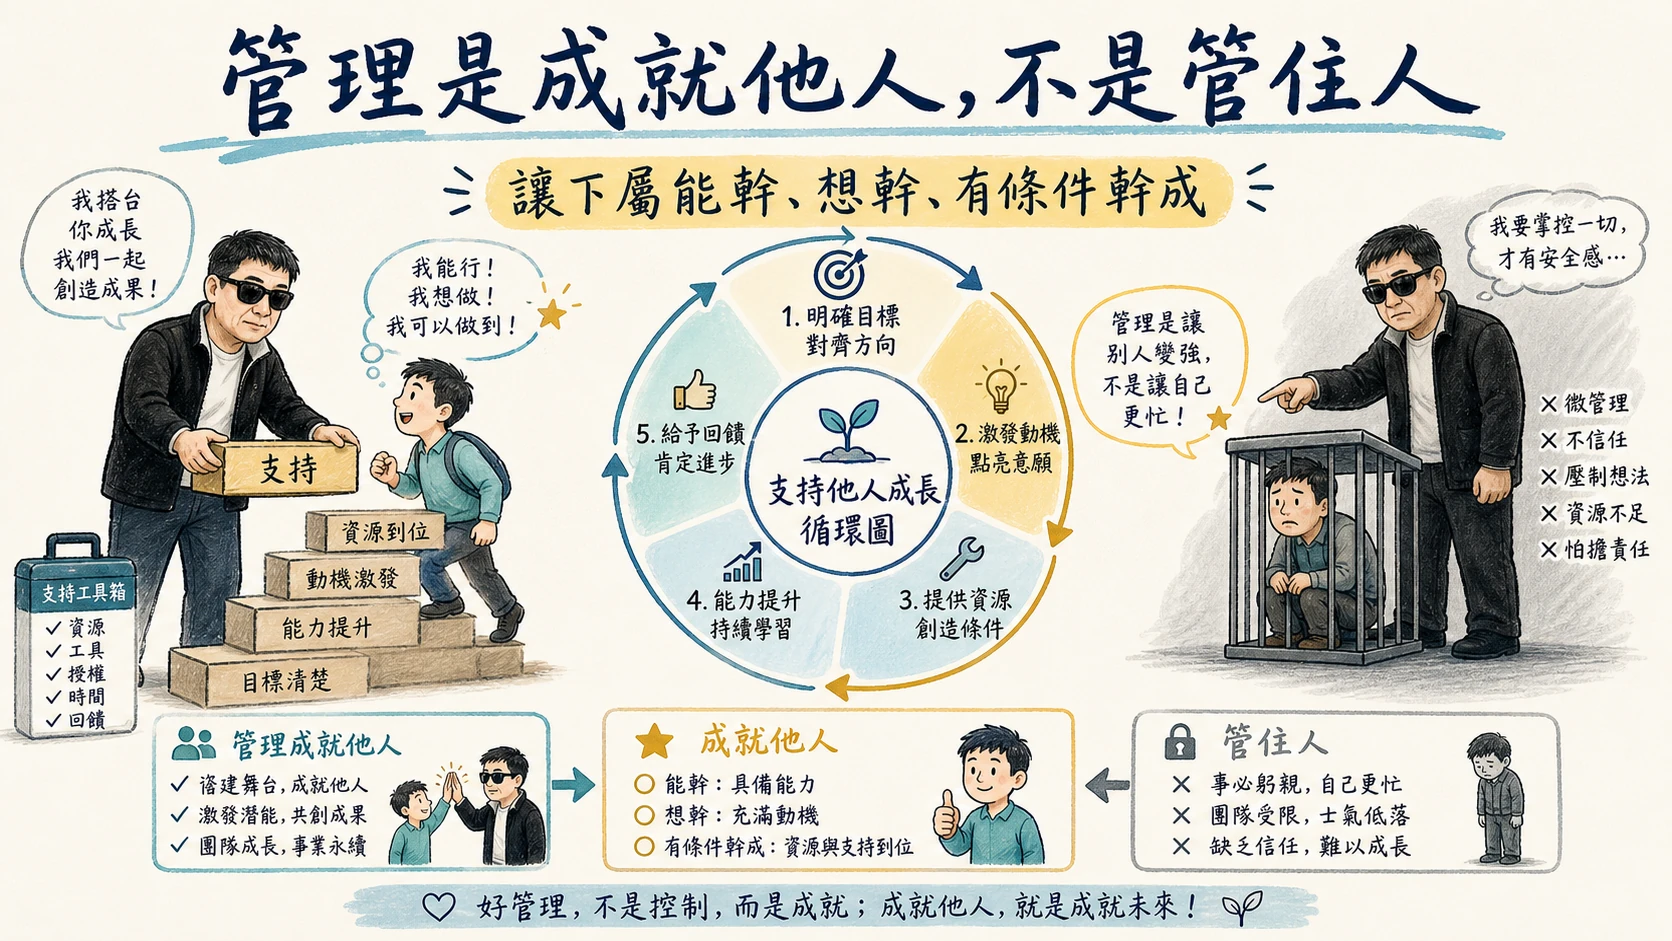 管理是成就他人,不是管住人
讓下屬能幹、想幹、有條件幹成
我搭台
你成長
我們一起
創造成果!
我能行!
我想做!
我可以做到!
支持
資源到位
動機激發
能力提升
目標清楚
支持工具箱
✓ 資源
✓ 工具
✓ 授權
✓ 時間
✓ 回饋
1. 明確目標
對齊方向
2. 激發動機
點亮意願
3. 提供資源
創造條件
4. 能力提升
持續學習
5. 給予回饋
肯定進步
支持他人成長
循環圖
管理是讓
別人變強,
不是讓自己
更忙!
我要掌控一切,
才有安全感…
✕ 微管理
✕ 不信任
✕ 壓制想法
✕ 資源不足
✕ 怕擔責任
管理成就他人
✓ 建舞台,成就他人
✓ 激發潛能,共創成果
✓ 團隊成長,事業永續
成就他人
能幹:具備能力
想幹:充滿動機
有條件幹成:資源與支持到位
管住人
✕ 事必躬親,自己更忙
✕ 團隊受限,士氣低落
✕ 缺乏信任,難以成長
好管理,不是控制,而是成就;成就他人,就是成就未來!